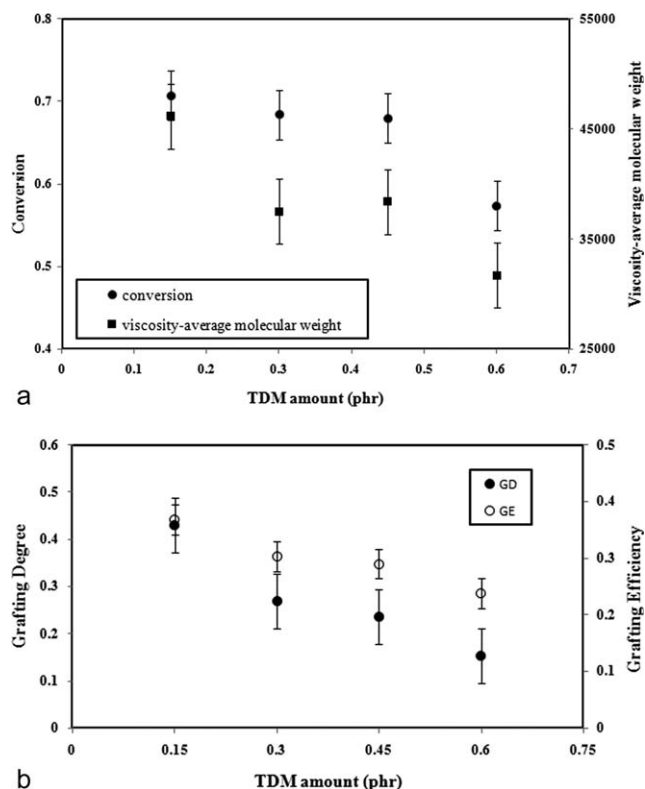 0.8
0.7
0.6
0.5
0.4
Conversion
55000
45000
35000
25000
Viscosity-average molecular weight
conversion
viscosity-average molecular weight
0 0.1 0.2 0.3 0.4 0.5 0.6 0.7
TDM amount (phr)
a
0.6
0.5
0.4
0.3
0.2
0.1
0
Grafting Degree
0.5
0.4
0.3
0.2
0.1
0
Grafting Efficiency
GD
GE
0 0.15 0.3 0.45 0.6 0.75
TDM amount (phr)
b